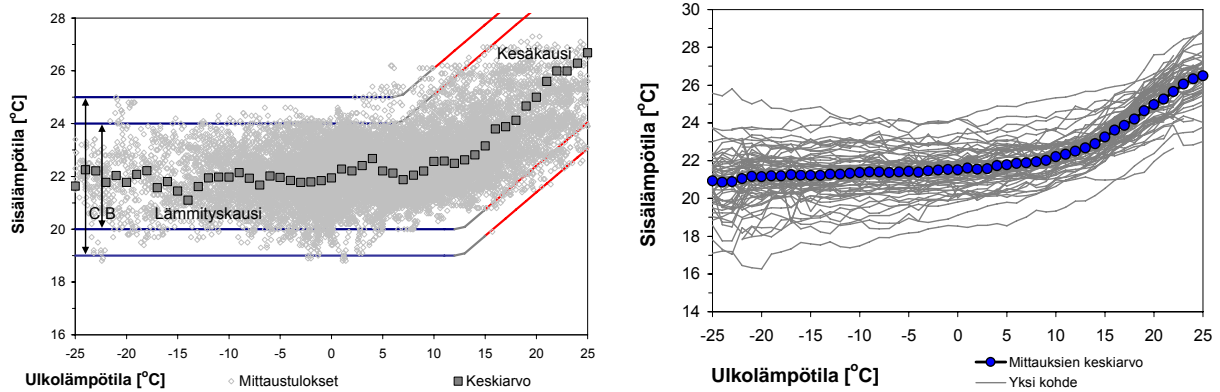 28
26
24
22
20
18
16
Sisälämpötila [°C]
Kesäkausi
C B
Lämmityskausi
-25 -20 -15 -10 -5 0 5 10 15 20 25
Ulkolämpötila [°C]
Mittaustulokset
Keskiarvo
30
28
26
24
22
20
18
16
14
Sisälämpötila [°C]
-25 -20 -15 -10 -5 0 5 10 15 20 25
Ulkolämpötila [°C]
Mittauksien keskiarvo
Yksi kohde